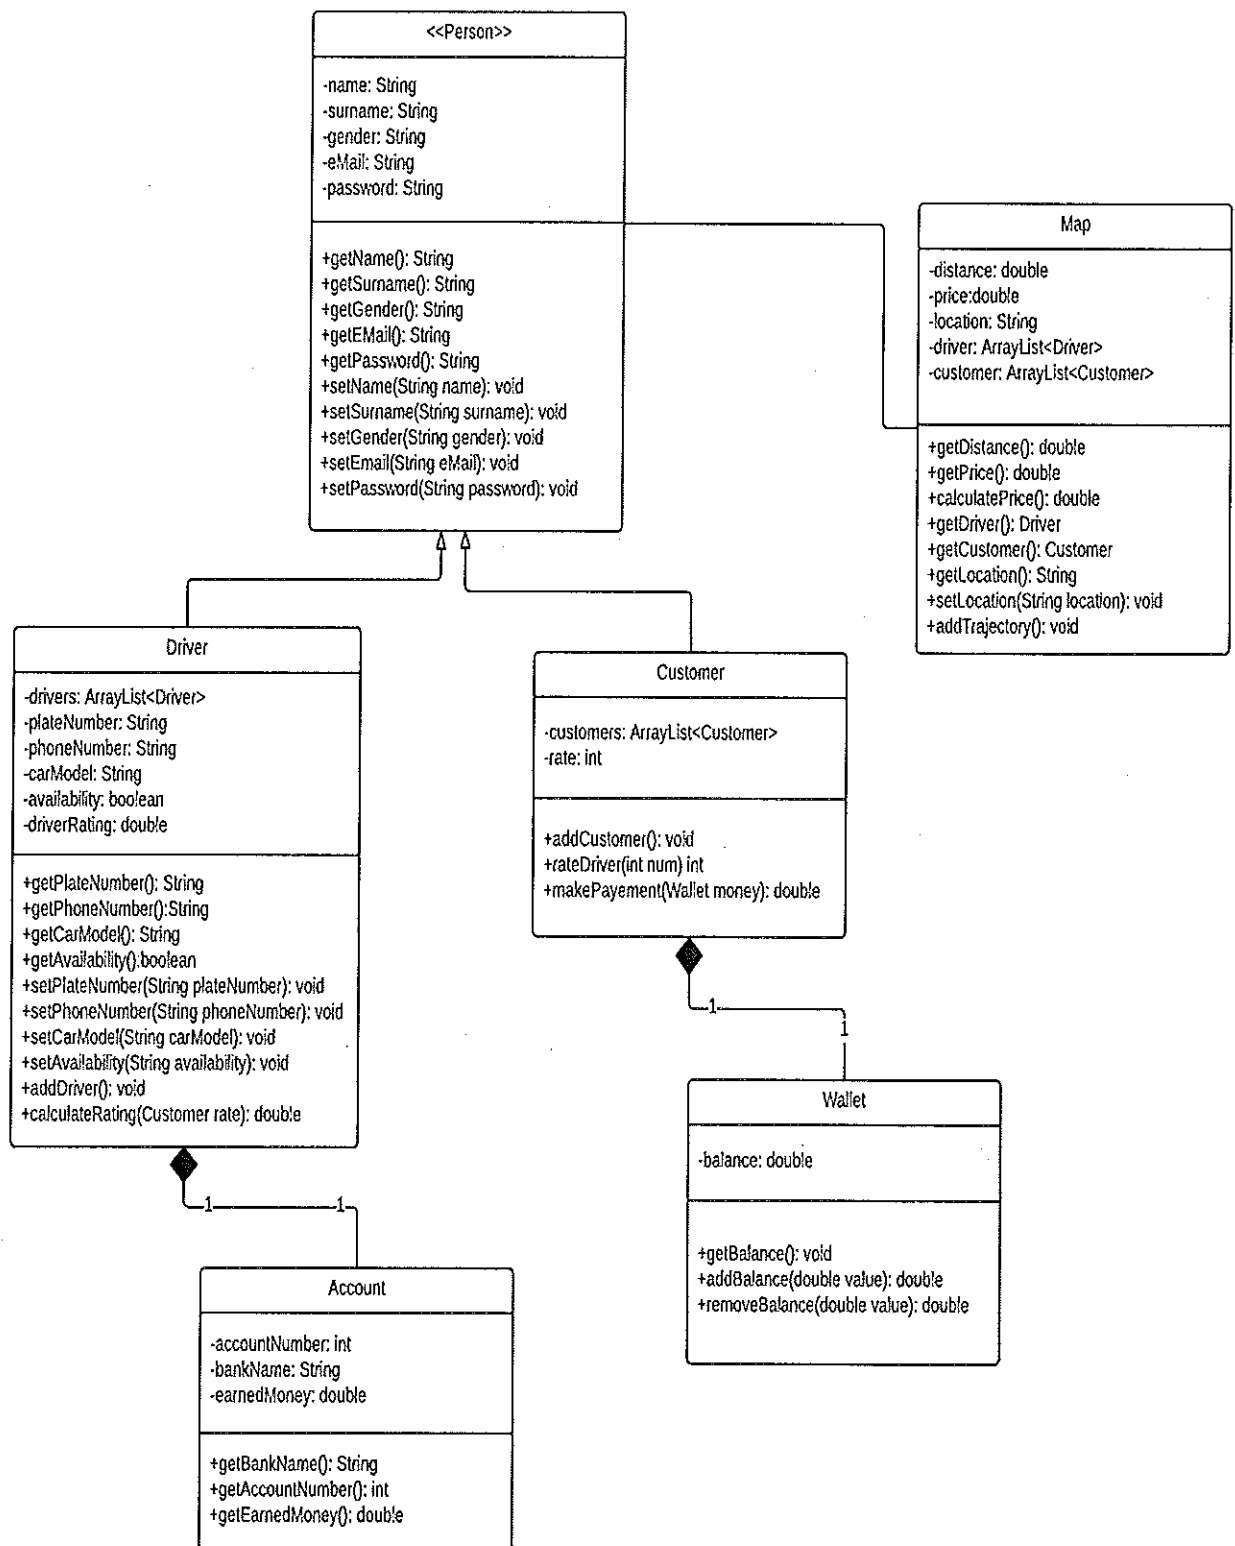 <<Person>>
-name: String
-surname: String
-gender: String
-eMail: String
-password: String
+getName(): String
+getSurname(): String
+getGender(): String
+getEMail(): String
+getPassword(): String
+setName(String name): void
+setSurname(String surname): void
+setGender(String gender): void
+setEmail(String eMail): void
+setPassword(String password): void
Map
-distance: double
-price:double
-location: String
-driver: ArrayList<Driver>
-customer: ArrayList<Customer>
+getDistance(): double
+getPrice(): double
+calculatePrice(): double
+getDriver(): Driver
+getCustomer(): Customer
+getLocation(): String
+setLocation(String location): void
+addTrajectory(): void
Driver
-drivers: ArrayList<Driver>
-plateNumber: String
-phoneNumber: String
-carModel: String
-availability: boolean
-driverRating: double
+getPlateNumber(): String
+getPhoneNumber():String
+getCarModel(): String
+getAvailability():boolean
+setPlateNumber(String plateNumber): void
+setPhoneNumber(String phoneNumber): void
+setCarModel(String carModel): void
+setAvailability(String availability): void
+addDriver(): void
+calculateRating(Customer rate): double
Customer
-customers: ArrayList<Customer>
-rate: int
+addCustomer(): void
+rateDriver(int num) int
+makePayement(Wallet money): double
1
1
Wallet
-balance: double
+getBalance(): void
+addBalance(double value): double
+removeBalance(double value): double
1
1
Account
-accountNumber: int
-bankName: String
-earnedMoney: double
+getBankName(): String
+getAccountNumber(): int
+getEarnedMoney(): double